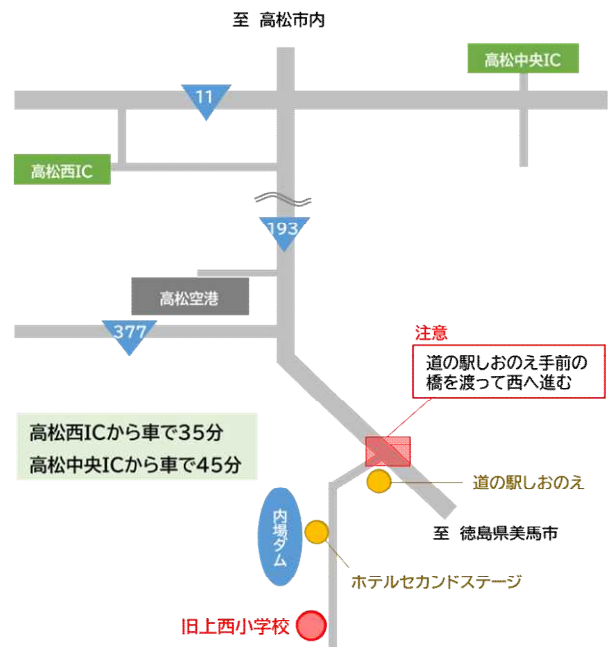 至 高松市内
高松中央IC
11
高松西IC
193
高松空港
377
注意
道の駅しおのえ手前の
橋を渡って西へ進む
高松西ICから車で35分
高松中央ICから車で45分
道の駅しおのえ
内場ダム
至 徳島県美馬市
ホテルセカンドステージ
旧上西小学校